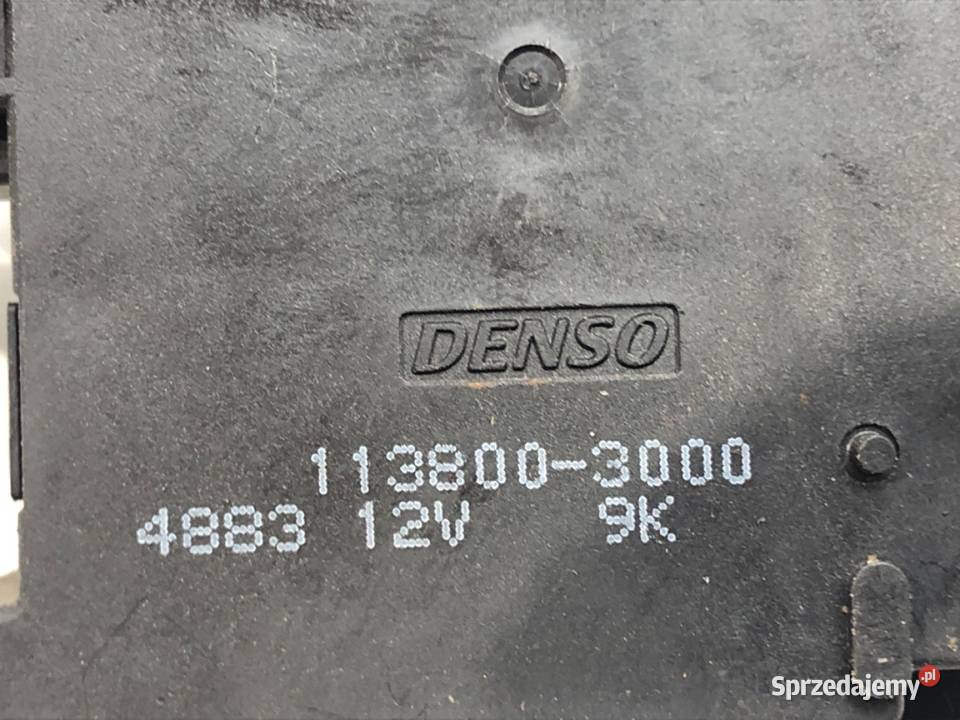 DENSO
113800-3000
4883 12V 9K
Sprzedajemy.pl